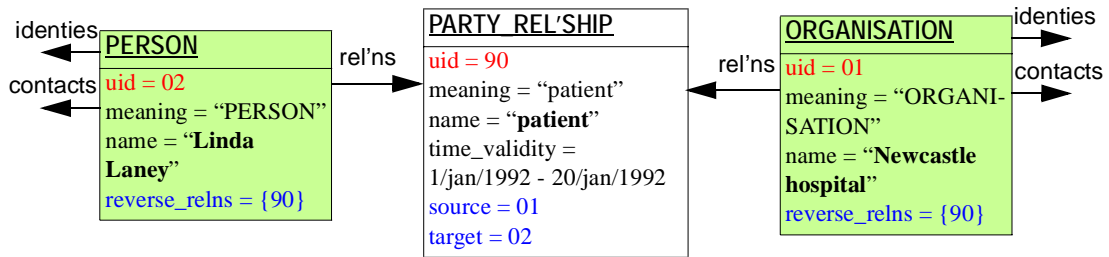 identies
contacts
PERSON
uid = 02
meaning = “PERSON”
name = “Linda
Laney”
reverse_relns = {90}
rel’ns
PARTY_REL’SHIP
uid = 90
meaning = “patient”
name = “patient”
time_validity =
1/jan/1992 - 20/jan/1992
source = 01
target = 02
rel’ns
ORGANISATION
uid = 01
meaning = “ORGANI-
SATION”
name = “Newcastle
hospital”
reverse_relns = {90}
identies
contacts